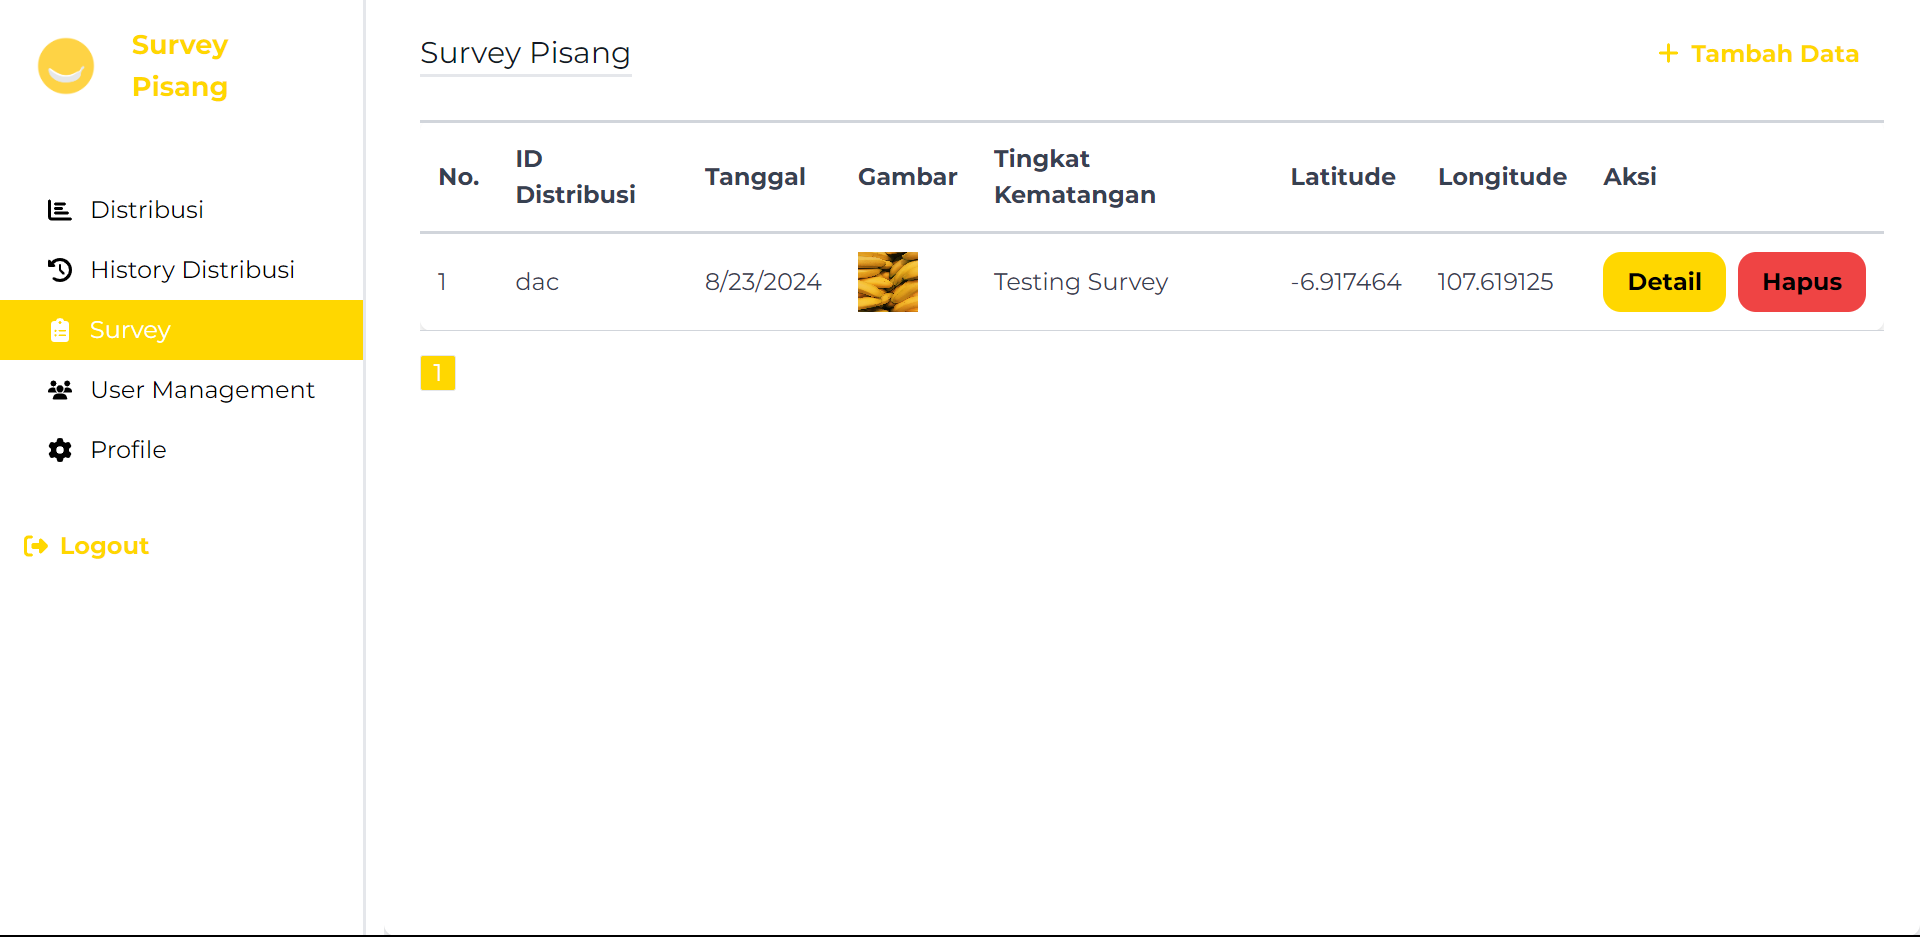 Survey
Pisang
Distribusi
History Distribusi
Survey
User Management
Profile
Logout
Survey Pisang
Tambah Data
No. ID Distribusi Tanggal Gambar Tingkat Kematangan Latitude Longitude Aksi
1 dac 8/23/2024 Testing Survey -6.917464 107.619125 Detail Hapus
1